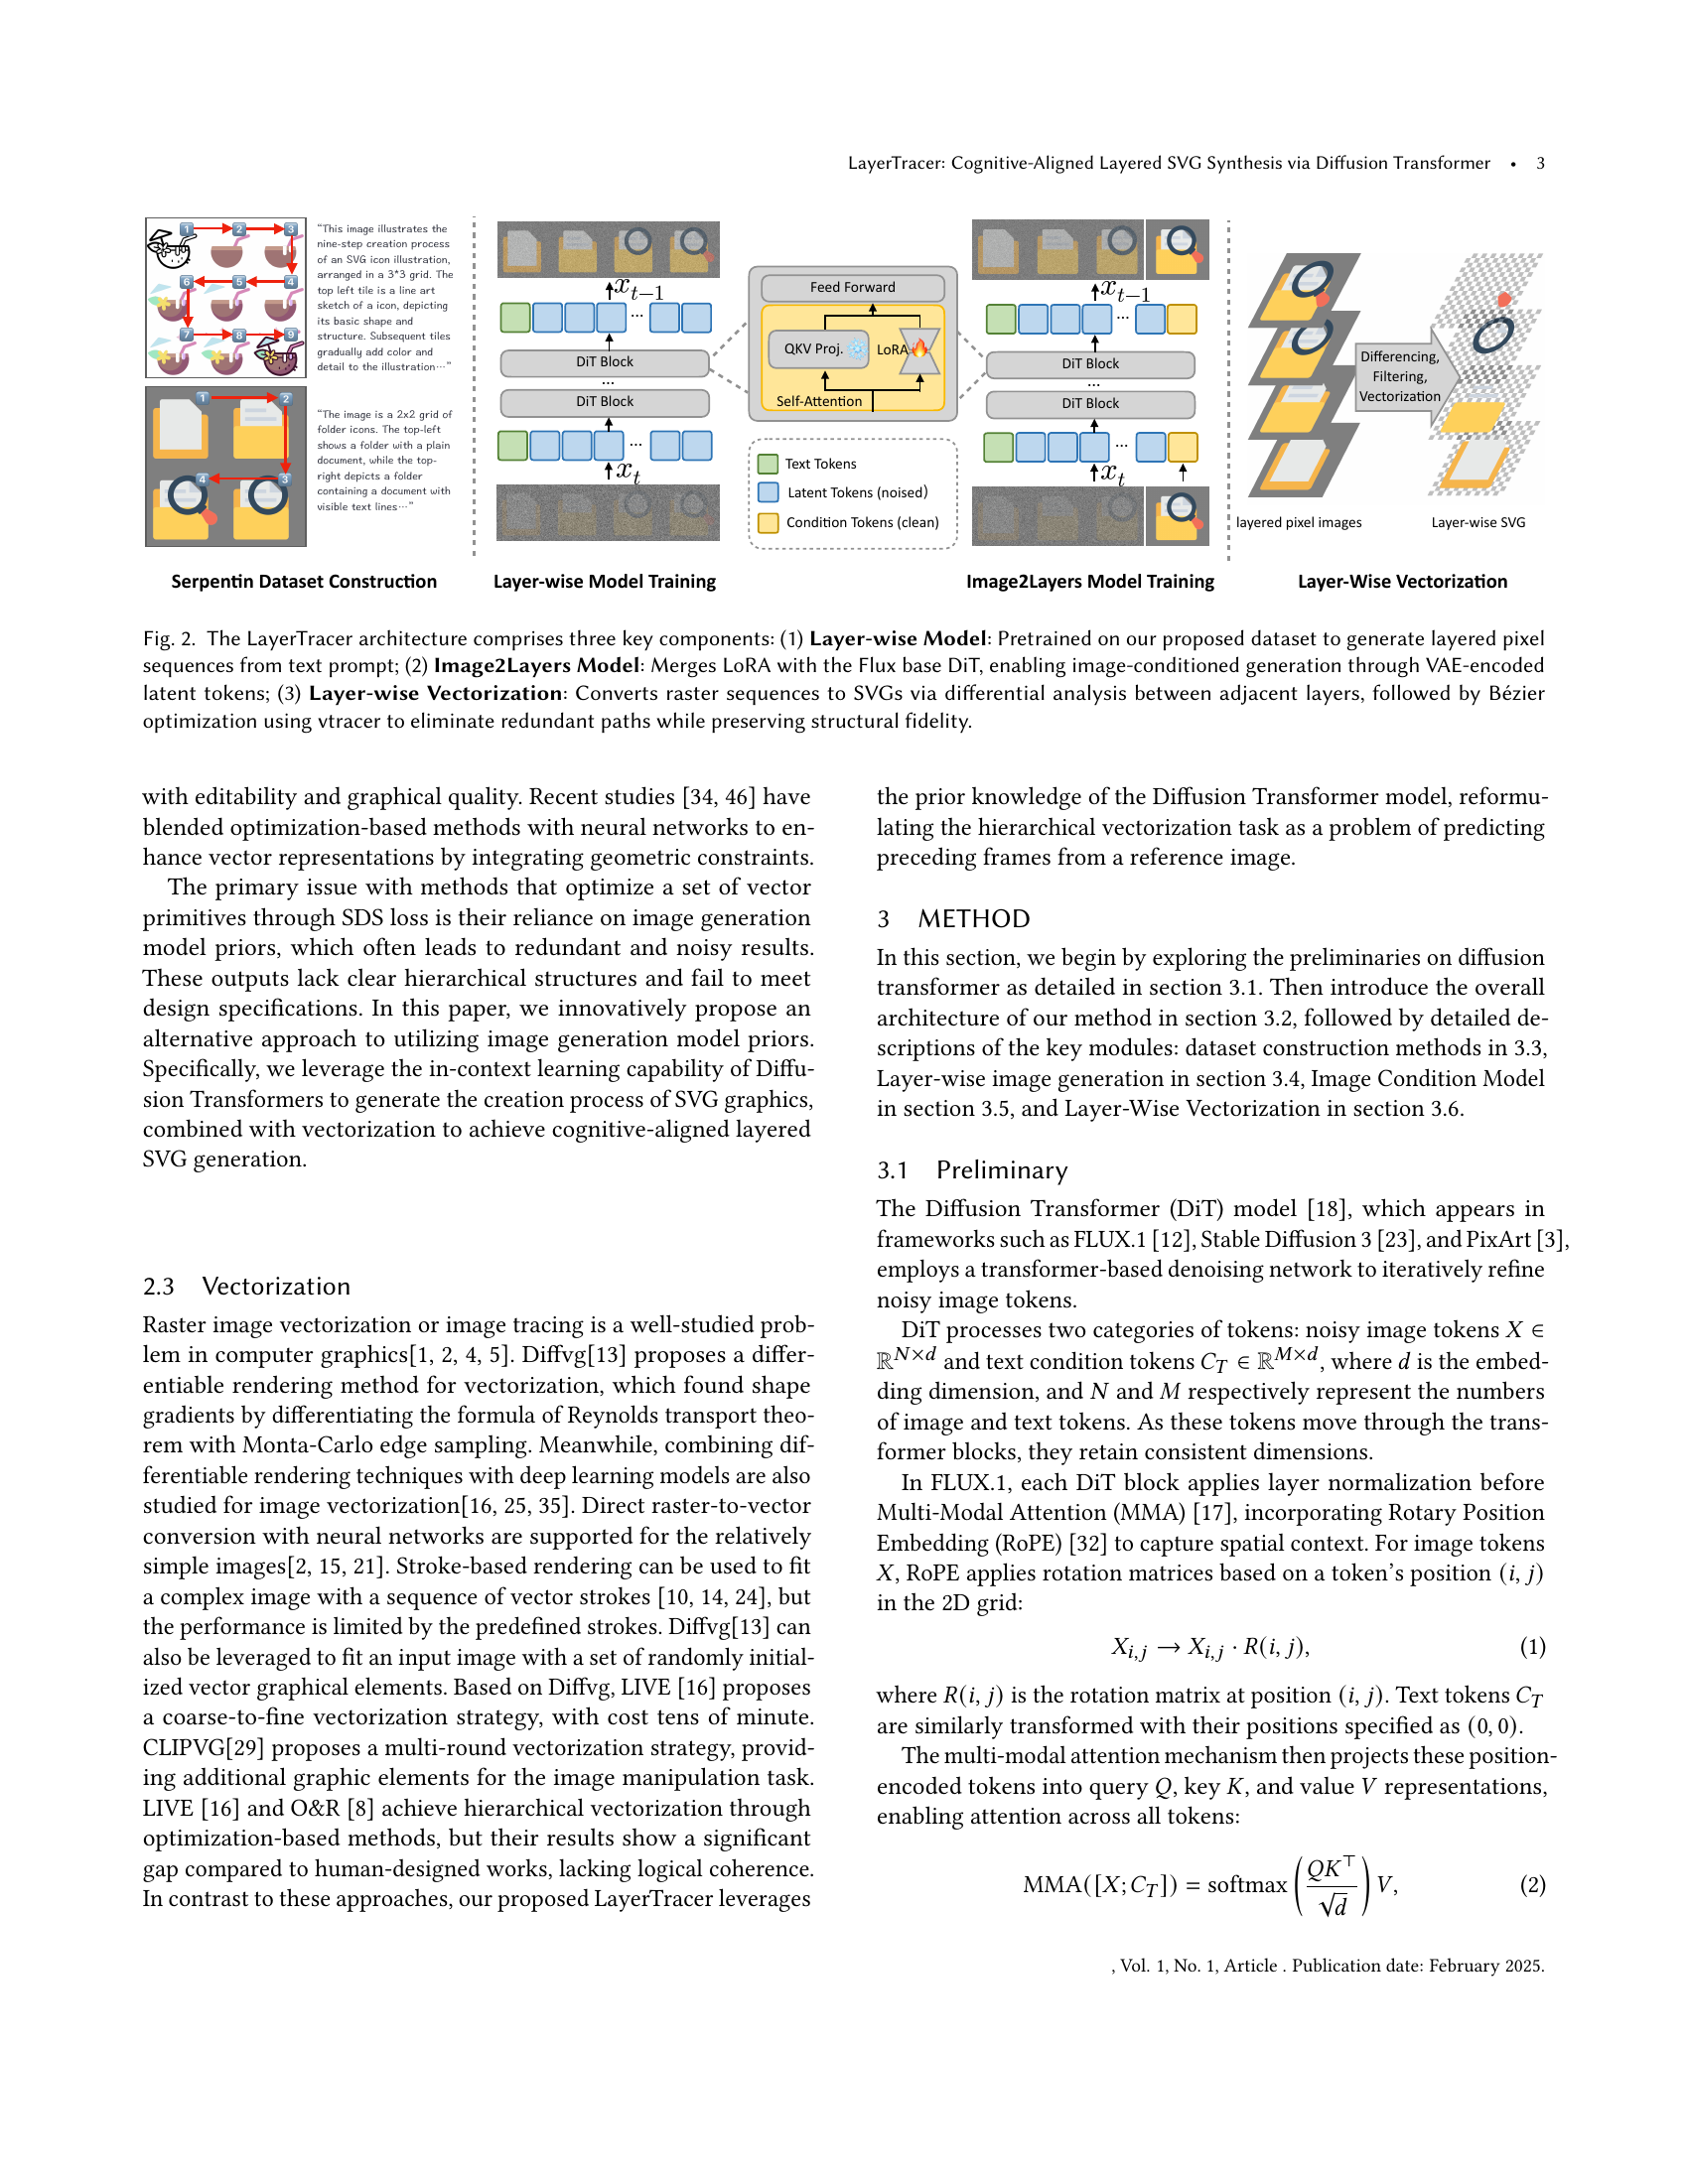 LayerTracer: Cognitive-Aligned Layered SVG Synthesis via Diffusion Transformer • 3
1
2
3
6
5
4
7
8
9
“This image illustrates the
nine-step creation process
of an SVG icon illustration,
arranged in a 3*3 grid. The
top left tile is a line art
sketch of a icon, depicting
its basic shape and
structure. Subsequent tiles
gradually add color and
detail to the illustration⋯”
1
2
4
3
“The image is a 2x2 grid of
folder icons. The top-left
shows a folder with a plain
document, while the top-
right depicts a folder
containing a document with
visible text lines⋯”
Serpentin Dataset Construction
x_{t−1}
...
DiT Block
...
DiT Block
...
x_t
Layer-wise Model Training
Feed Forward
QKV Proj.
LoRA
Self-Attention
Text Tokens
Latent Tokens (noised)
Condition Tokens (clean)
x_{t−1}
...
DiT Block
...
DiT Block
...
x_t
Image2Layers Model Training
Differencing,
Filtering,
Vectorization
layered pixel images
Layer-wise SVG
Layer-Wise Vectorization
Fig. 2. The LayerTracer architecture comprises three key components: (1) Layer-wise Model: Pretrained on our proposed dataset to generate layered pixel
sequences from text prompt; (2) Image2Layers Model: Merges LoRA with the Flux base DiT, enabling image-conditioned generation through VAE-encoded
latent tokens; (3) Layer-wise Vectorization: Converts raster sequences to SVGs via differential analysis between adjacent layers, followed by Bézier
optimization using vtracer to eliminate redundant paths while preserving structural fidelity.
with editability and graphical quality. Recent studies [34, 46] have
blended optimization-based methods with neural networks to en-
hance vector representations by integrating geometric constraints.
The primary issue with methods that optimize a set of vector
primitives through SDS loss is their reliance on image generation
model priors, which often leads to redundant and noisy results.
These outputs lack clear hierarchical structures and fail to meet
design specifications. In this paper, we innovatively propose an
alternative approach to utilizing image generation model priors.
Specifically, we leverage the in-context learning capability of Diffu-
sion Transformers to generate the creation process of SVG graphics,
combined with vectorization to achieve cognitive-aligned layered
SVG generation.
2.3 Vectorization
Raster image vectorization or image tracing is a well-studied prob-
lem in computer graphics[1, 2, 4, 5]. Diffvg[13] proposes a differ-
entiable rendering method for vectorization, which found shape
gradients by differentiating the formula of Reynolds transport theo-
rem with Monta-Carlo edge sampling. Meanwhile, combining dif-
ferentiable rendering techniques with deep learning models are also
studied for image vectorization[16, 25, 35]. Direct raster-to-vector
conversion with neural networks are supported for the relatively
simple images[2, 15, 21]. Stroke-based rendering can be used to fit
a complex image with a sequence of vector strokes [10, 14, 24], but
the performance is limited by the predefined strokes. Diffvg[13] can
also be leveraged to fit an input image with a set of randomly initial-
ized vector graphical elements. Based on Diffvg, LIVE [16] proposes
a coarse-to-fine vectorization strategy, with cost tens of minute.
CLIPVG[29] proposes a multi-round vectorization strategy, provid-
ing additional graphic elements for the image manipulation task.
LIVE [16] and O&R [8] achieve hierarchical vectorization through
optimization-based methods, but their results show a significant
gap compared to human-designed works, lacking logical coherence.
In contrast to these approaches, our proposed LayerTracer leverages
the prior knowledge of the Diffusion Transformer model, reformu-
lating the hierarchical vectorization task as a problem of predicting
preceding frames from a reference image.
3 METHOD
In this section, we begin by exploring the preliminaries on diffusion
transformer as detailed in section 3.1. Then introduce the overall
architecture of our method in section 3.2, followed by detailed de-
scriptions of the key modules: dataset construction methods in 3.3,
Layer-wise image generation in section 3.4, Image Condition Model
in section 3.5, and Layer-Wise Vectorization in section 3.6.
3.1 Preliminary
The Diffusion Transformer (DiT) model [18], which appears in
frameworks such as FLUX.1 [12], Stable Diffusion 3 [23], and PixArt [3],
employs a transformer-based denoising network to iteratively refine
noisy image tokens.
DiT processes two categories of tokens: noisy image tokens X ∈
ℝ^{N×d} and text condition tokens C_T ∈ ℝ^{M×d}, where d is the embed-
ding dimension, and N and M respectively represent the numbers
of image and text tokens. As these tokens move through the trans-
former blocks, they retain consistent dimensions.
In FLUX.1, each DiT block applies layer normalization before
Multi-Modal Attention (MMA) [17], incorporating Rotary Position
Embedding (RoPE) [32] to capture spatial context. For image tokens
X, RoPE applies rotation matrices based on a token’s position (i, j)
in the 2D grid:
X_{i,j} → X_{i,j} · R(i, j), (1)
where R(i, j) is the rotation matrix at position (i, j). Text tokens C_T
are similarly transformed with their positions specified as (0, 0).
The multi-modal attention mechanism then projects these position-
encoded tokens into query Q, key K, and value V representations,
enabling attention across all tokens:
MMA([X; C_T]) = softmax (QK^⊤ / √d) V, (2)
, Vol. 1, No. 1, Article . Publication date: February 2025.